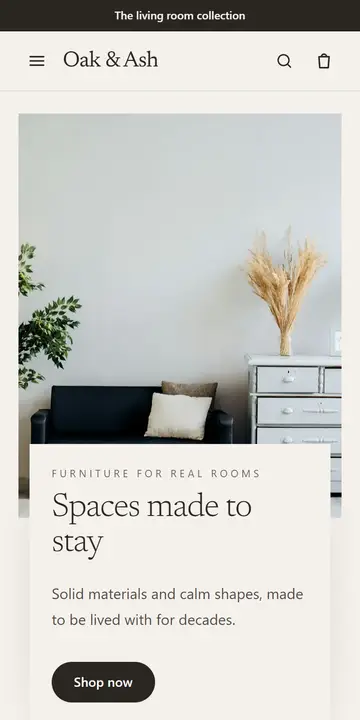 The living room collection
Oak & Ash
FURNITURE FOR REAL ROOMS
Spaces made to
stay
Solid materials and calm shapes, made
to be lived with for decades.
Shop now